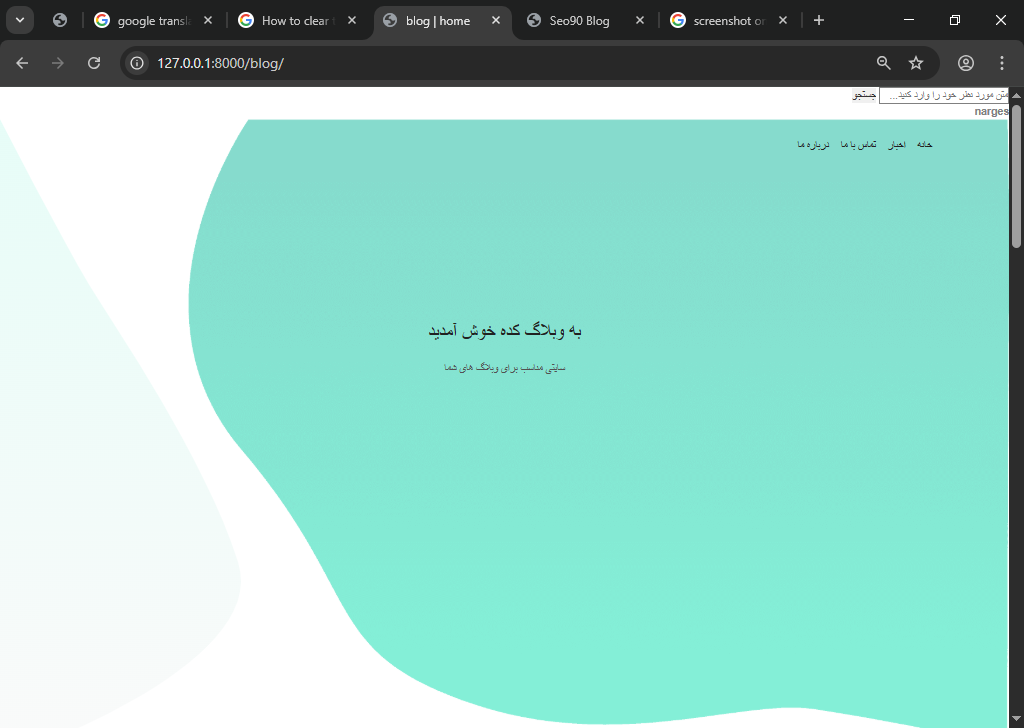 google transl
How to clear
blog | home
Seo90 Blog
screenshot or
127.0.0.1:8000/blog/
متن مورد نظر خود را وارد کنید... جستجو
narges
خانه اخبار تماس با ما درباره ما
به وبلاگ کده خوش آمدید
سایتی مناسب برای وبلاگ های شما